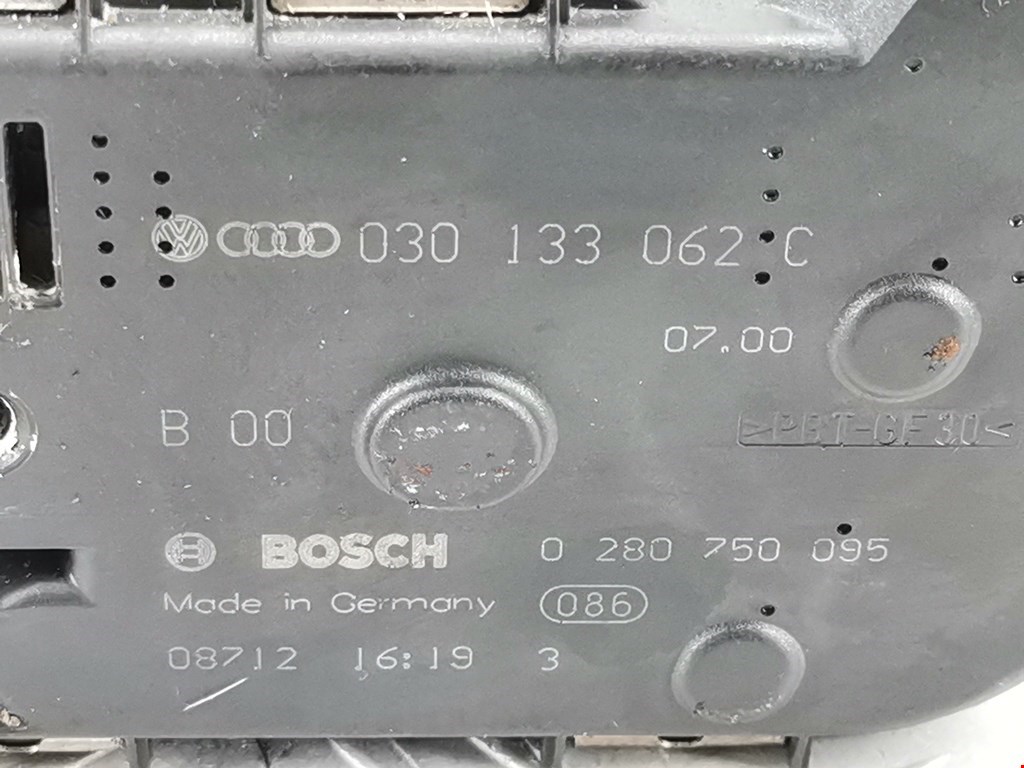 VW 030 133 062 C
07.00
B 00
>PBT-GF30<
BOSCH 0 280 750 095
Made in Germany 086
08712 16:19 3